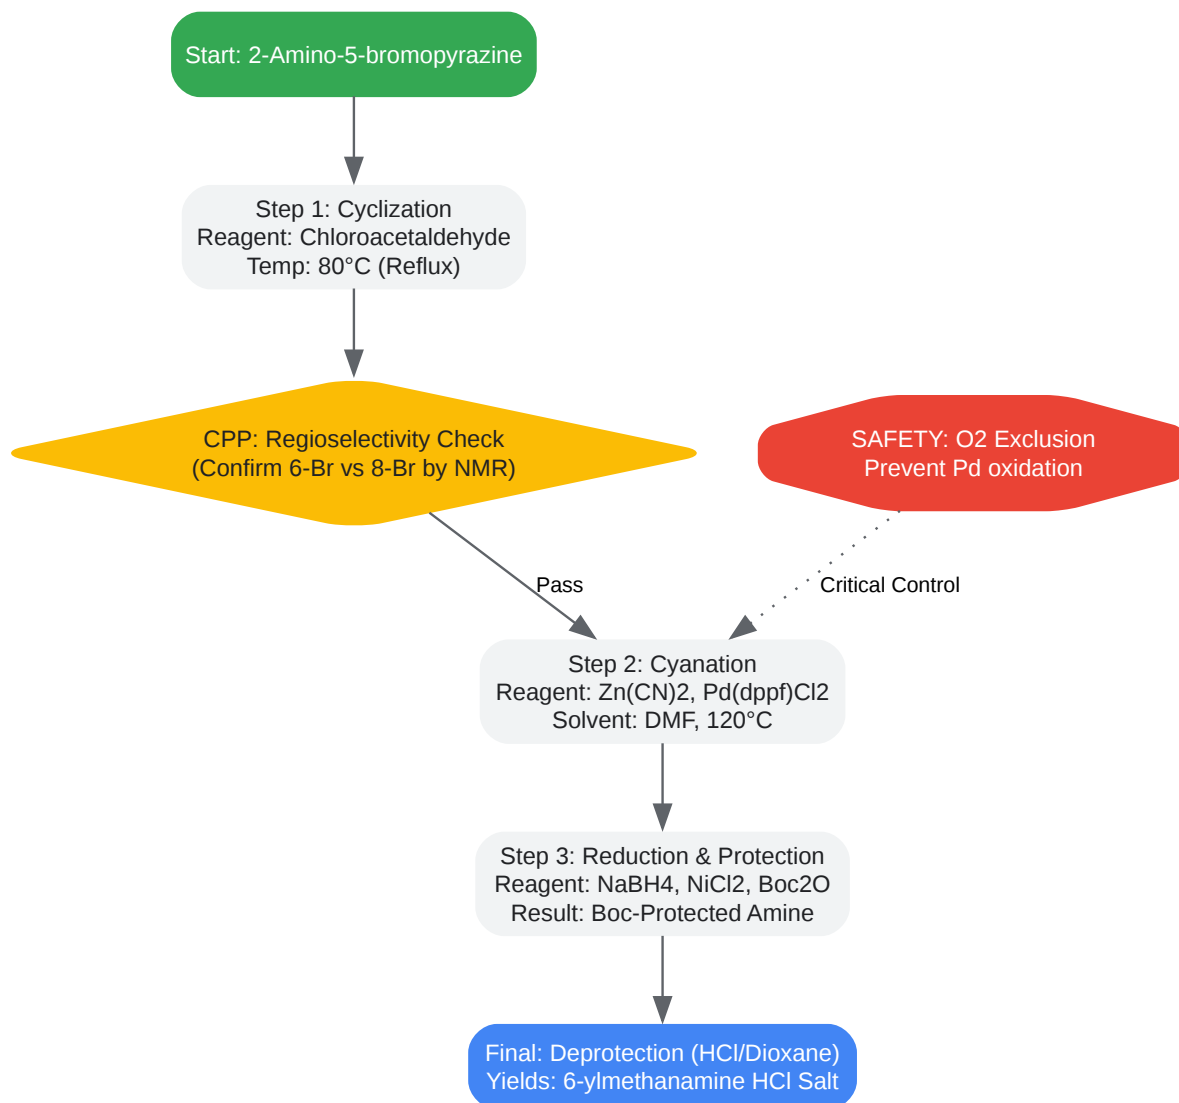 Start: 2-Amino-5-bromopyrazine
Step 1: Cyclization
Reagent: Chloroacetaldehyde
Temp: 80°C (Reflux)
CPP: Regioselectivity Check
(Confirm 6-Br vs 8-Br by NMR)
SAFETY: O2 Exclusion
Prevent Pd oxidation
Pass
Critical Control
Step 2: Cyanation
Reagent: Zn(CN)2, Pd(dppf)Cl2
Solvent: DMF, 120°C
Step 3: Reduction & Protection
Reagent: NaBH4, NiCl2, Boc2O
Result: Boc-Protected Amine
Final: Deprotection (HCl/Dioxane)
Yields: 6-ylmethanamine HCl Salt